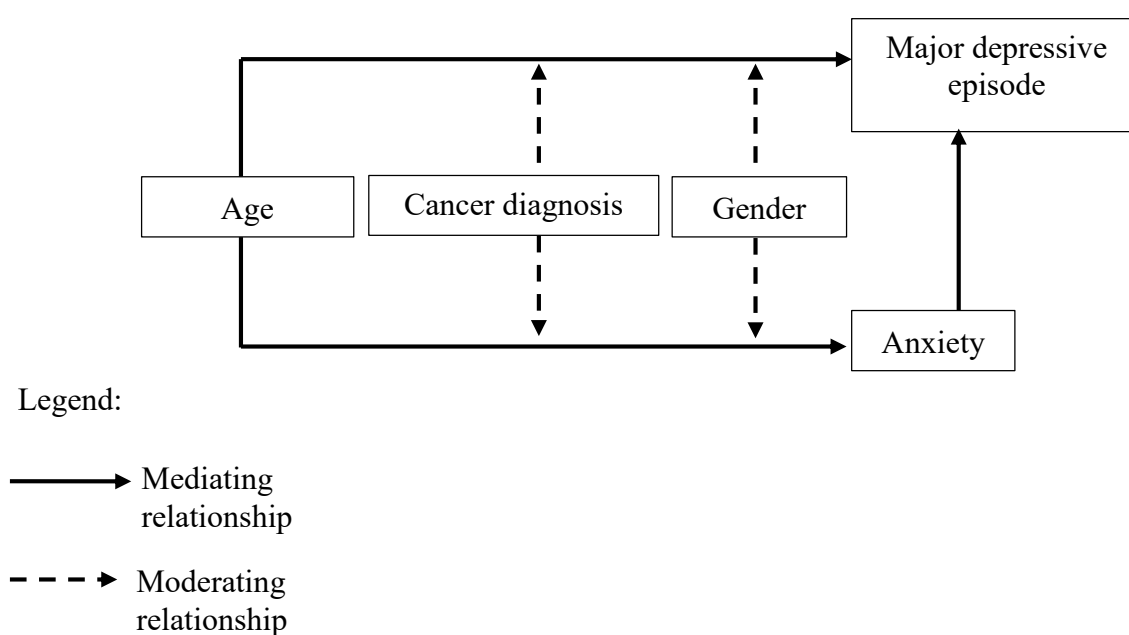 Major depressive
episode
Age
Cancer diagnosis
Gender
Anxiety
Legend:
Mediating
relationship
Moderating
relationship